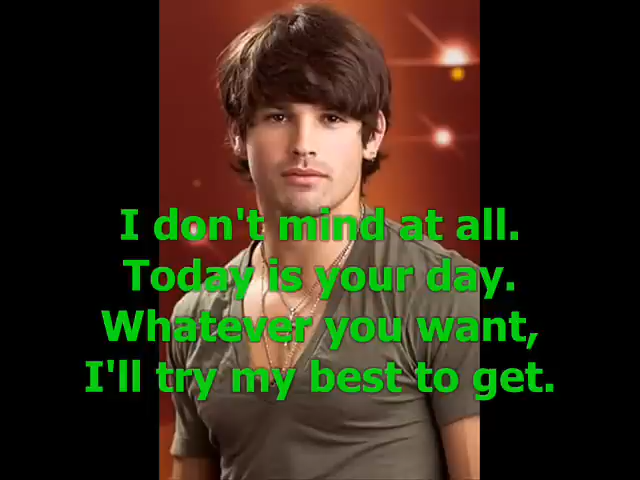 I don't mind at all.
Today is your day.
Whatever you want,
I'll try my best to get.